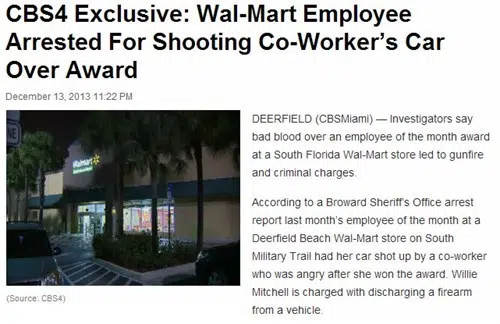 CBS4 Exclusive: Wal-Mart Employee
Arrested For Shooting Co-Worker's Car
Over Award
December 13, 2013 11:22 PM
Walmart
(Source: CBS4)
DEERFIELD (CBSMiami) — Investigators say
bad blood over an employee of the month award
at a South Florida Wal-Mart store led to gunfire
and criminal charges.
According to a Broward Sheriff's Office arrest
report last month's employee of the month at a
Deerfield Beach Wal-Mart store on South
Military Trail had her car shot up by a co-worker
who was angry after she won the award. Willie
Mitchell is charged with discharging a firearm
from a vehicle.